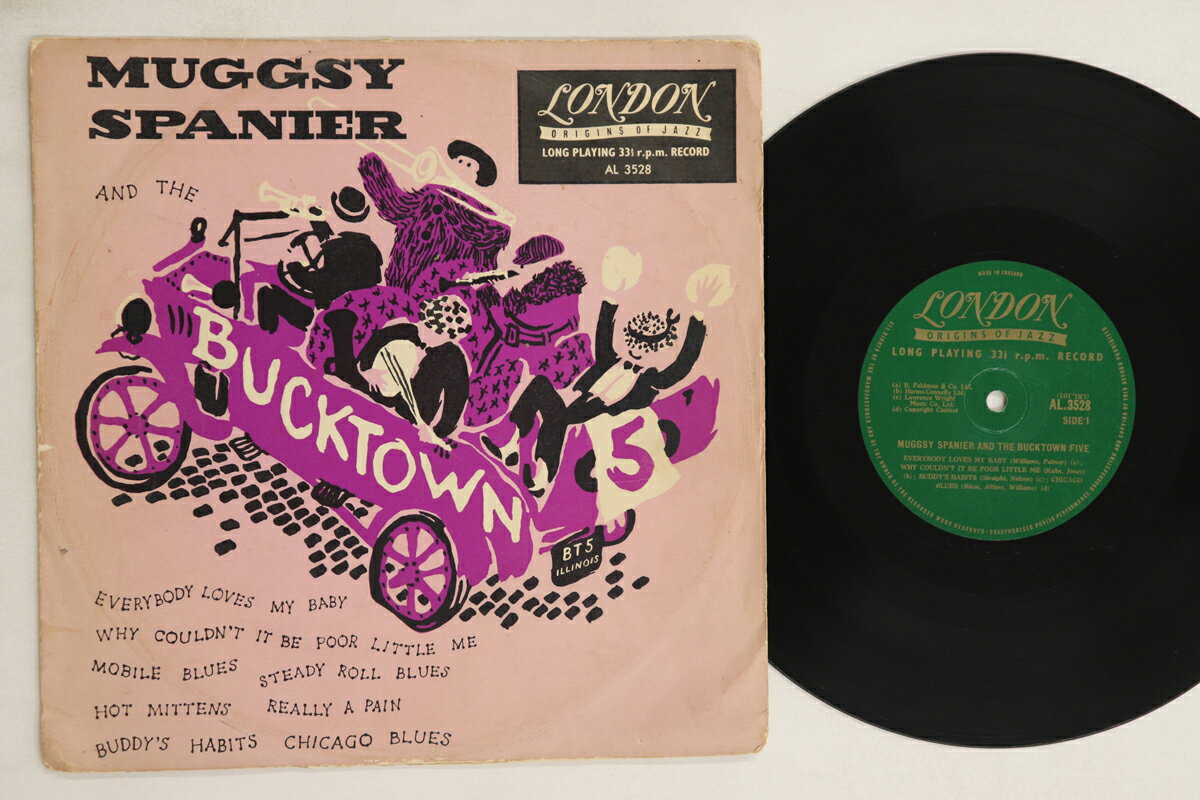 MUGGSY
SPANIER
AND THE
LONDON
ORIGINS OF JAZZ
LONG PLAYING 33⅓ r.p.m. RECORD
AL 3528
BUCKTOWN
5
BT5
ILLINOIS
EVERYBODY LOVES MY BABY
WHY COULDN'T IT BE POOR LITTLE ME
MOBILE BLUES STEADY ROLL BLUES
HOT MITTENS REALLY A PAIN
BUDDY'S HABITS CHICAGO BLUES
MADE IN ENGLAND
LONDON
ORIGINS OF JAZZ
LONG PLAYING 33⅓ r.p.m. RECORD
(a) B. Feldman & Co. Ltd.
(b) Harms-Connelly Ltd.
(c) Lawrence Wright
Music Co. Ltd.
(d) Copyright Control
AL.3528
SIDE 1
MUGGSY SPANIER AND THE BUCKTOWN FIVE
EVERYBODY LOVES MY BABY (Williams, Palmer) (a);
WHY COULDN'T IT BE POOR LITTLE ME (Kahn, Jones)
(b); BUDDY'S HABITS (Straight, Nelson) (c); CHICAGO
BLUES (Biese, Altiere, Williams) (d)